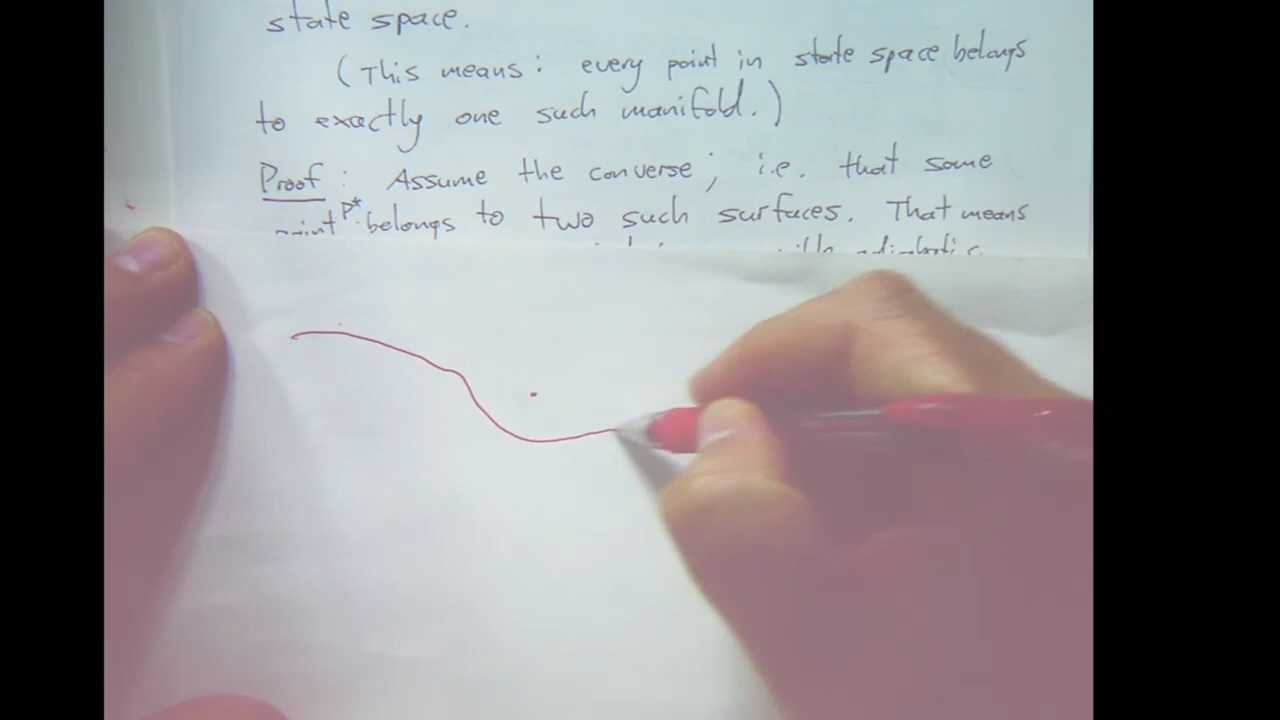 state space.
(This means: every point in state space belongs
to exactly one such manifold.)
Proof: Assume the converse; i.e. that some
point P* belongs to two such surfaces. That means